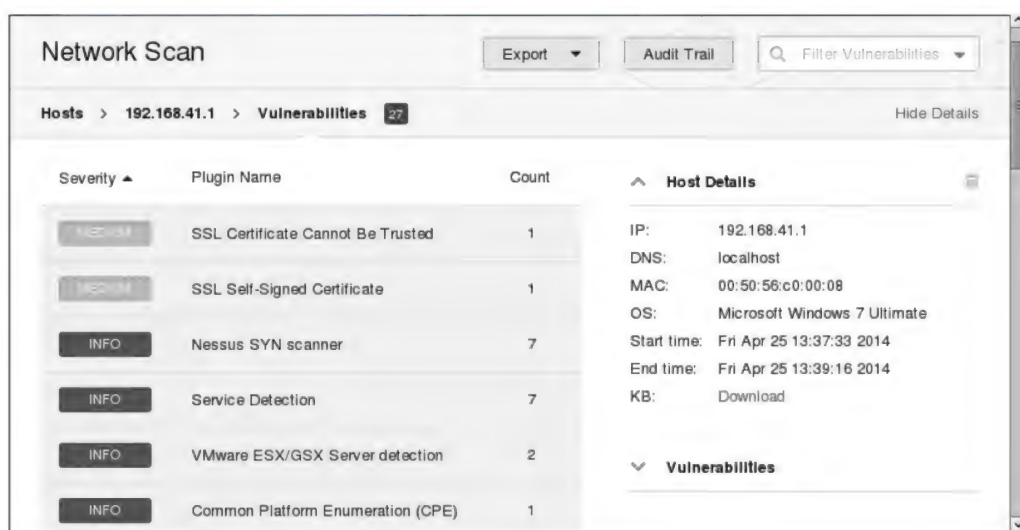 Network Scan
Export
Audit Trail
Filter Vulnerabilities
Hosts > 192.168.41.1 > Vulnerabilities 27
Hide Details
Severity Plugin Name Count
MEDIUM SSL Certificate Cannot Be Trusted 1
MEDIUM SSL Self-Signed Certificate 1
INFO Nessus SYN scanner 7
INFO Service Detection 7
INFO VMware ESX/GSX Server detection 2
INFO Common Platform Enumeration (CPE) 1
Host Details
IP: 192.168.41.1
DNS: localhost
MAC: 00:50:56:c0:00:08
OS: Microsoft Windows 7 Ultimate
Start time: Fri Apr 25 13:37:33 2014
End time: Fri Apr 25 13:39:16 2014
KB: Download
Vulnerabilities